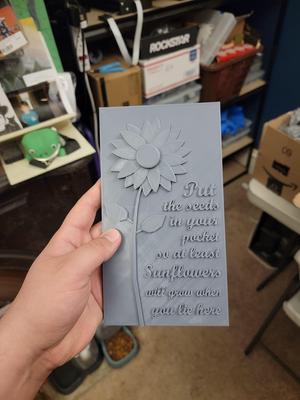 ROCKSTAR
Put
the seeds
in your
pocket
so at least
Sunflowers
will grow when
you lie here